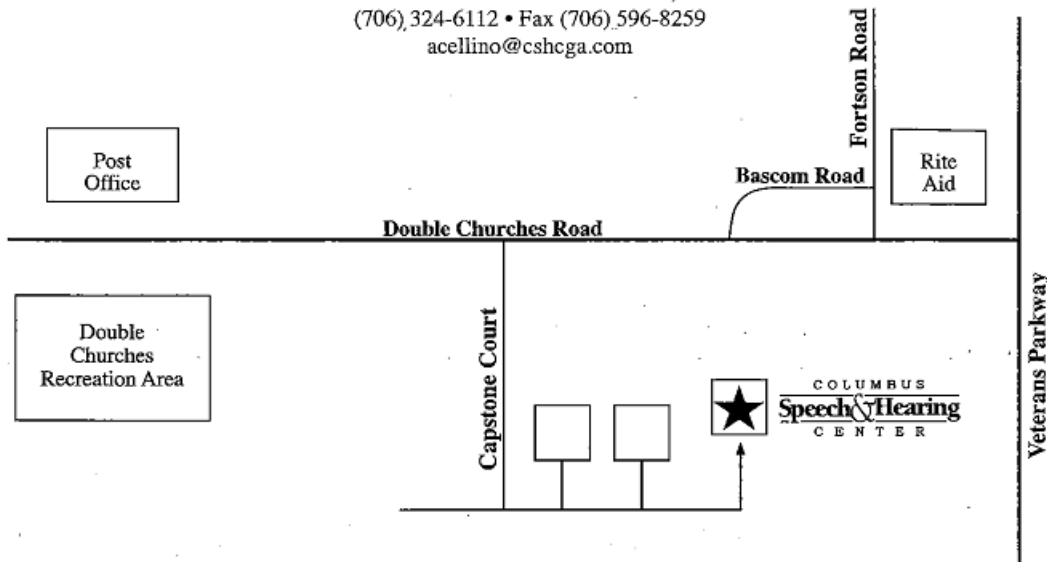 (706) 324-6112 • Fax (706) 596-8259
acellino@cshcga.com
Fortson Road
Post
Office
Rite
Aid
Bascom Road
Double Churches Road
Double
Churches
Recreation Area
Capstone Court
COLUMBUS
Speech & Hearing
CENTER
Veterans Parkway